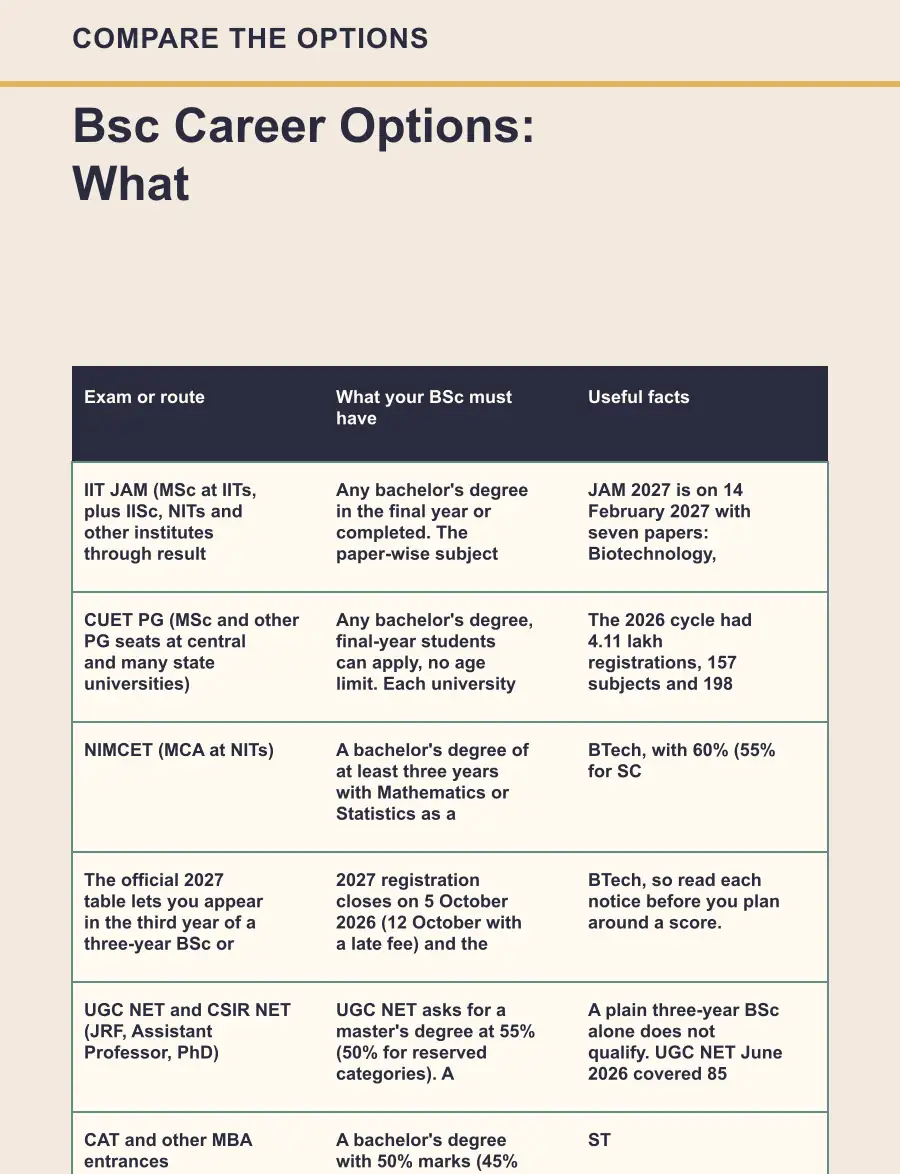 COMPARE THE OPTIONS
Bsc Career Options:
What
Exam or route
What your BSc must
have
Useful facts
IIT JAM (MSc at IITs,
plus IISc, NITs and
other institutes
through result
Any bachelor's degree
in the final year or
completed. The
paper-wise subject
JAM 2027 is on 14
February 2027 with
seven papers:
Biotechnology,
CUET PG (MSc and other
PG seats at central
and many state
universities)
Any bachelor's degree,
final-year students
can apply, no age
limit. Each university
The 2026 cycle had
4.11 lakh
registrations, 157
subjects and 198
NIMCET (MCA at NITs)
A bachelor's degree of
at least three years
with Mathematics or
Statistics as a
BTech, with 60% (55%
for SC
The official 2027
table lets you appear
in the third year of a
three-year BSc or
2027 registration
closes on 5 October
2026 (12 October with
a late fee) and the
BTech, so read each
notice before you plan
around a score.
UGC NET and CSIR NET
(JRF, Assistant
Professor, PhD)
UGC NET asks for a
master's degree at 55%
(50% for reserved
categories). A
A plain three-year BSc
alone does not
qualify. UGC NET June
2026 covered 85
CAT and other MBA
entrances
A bachelor's degree
with 50% marks (45%
ST